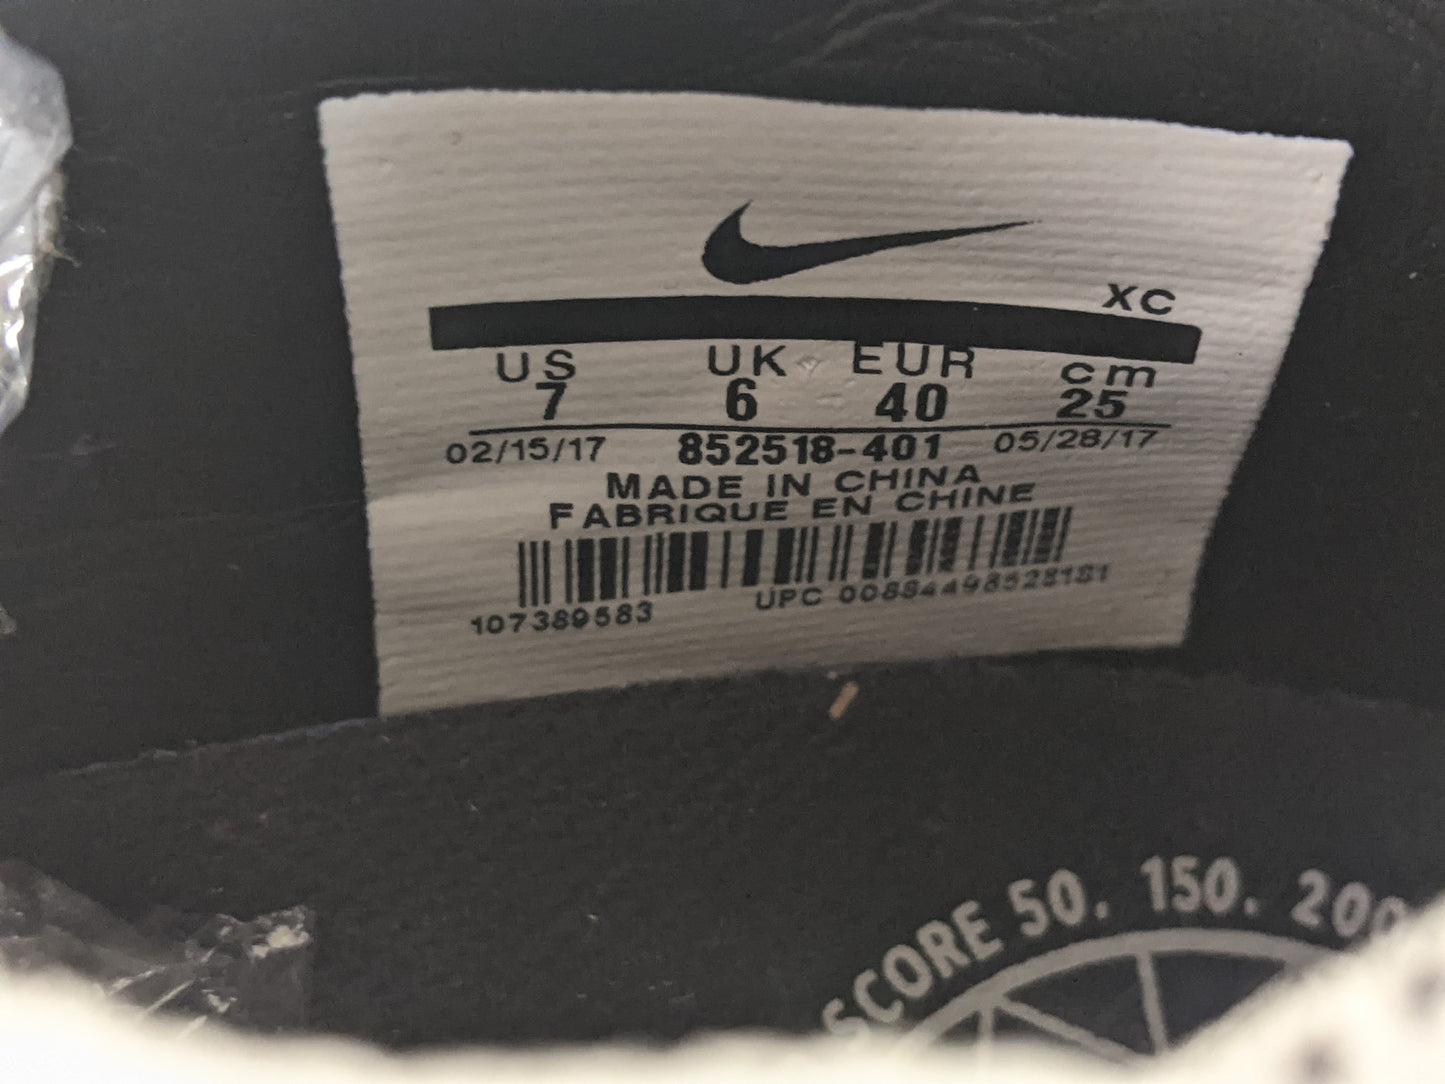 XC
US UK EUR cm
7 6 40 25
02/15/17 852518-401 05/28/17
MADE IN CHINA
FABRIQUE EN CHINE
107389583 UPC 00884498528181
SCORE 50. 150. 200